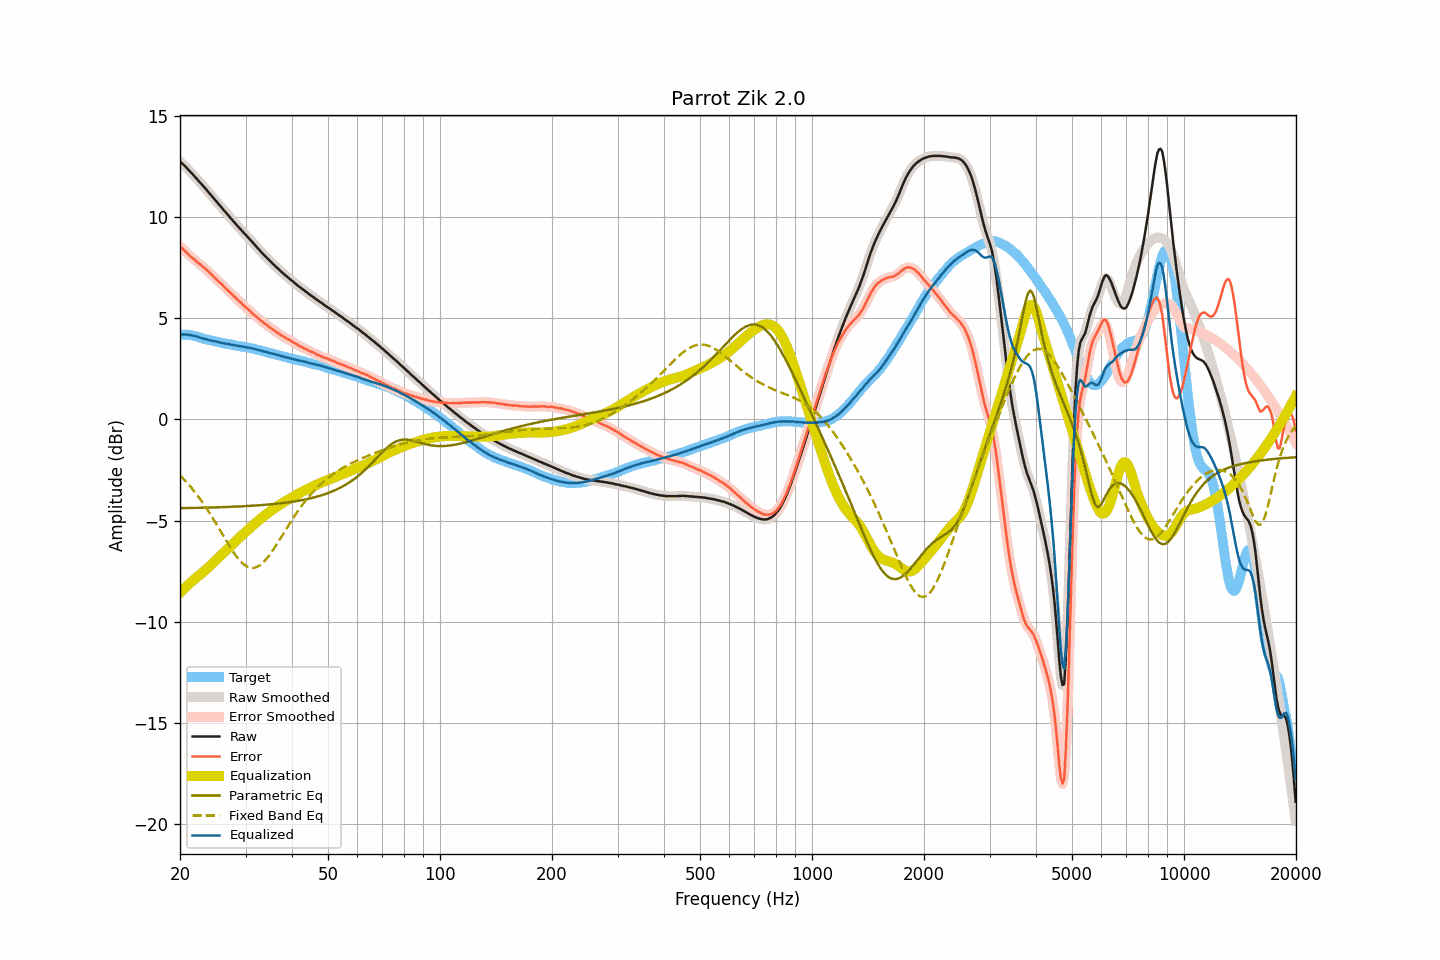 Parrot Zik 2.0
15
10
5
0
−5
−10
−15
−20
Amplitude (dBr)
Target
Raw Smoothed
Error Smoothed
Raw
Error
Equalization
Parametric Eq
Fixed Band Eq
Equalized
20 50 100 200 500 1000 2000 5000 10000 20000
Frequency (Hz)